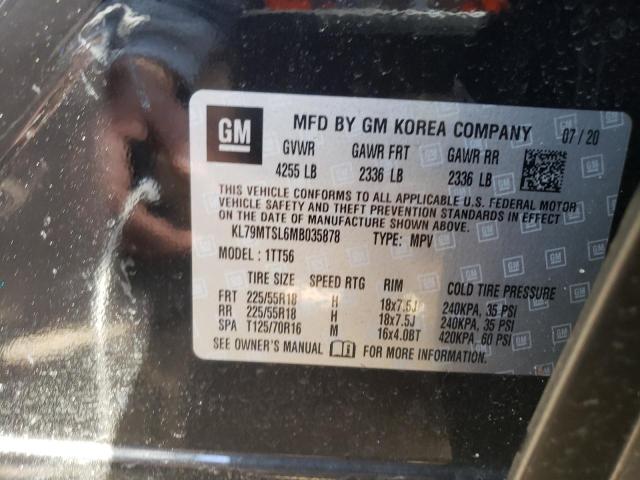 GM
MFD BY GM KOREA COMPANY 07 / 20
GVWR GAWR FRT GAWR RR
4255 LB 2336 LB 2336 LB
THIS VEHICLE CONFORMS TO ALL APPLICABLE U.S. FEDERAL MOTOR
VEHICLE SAFETY AND THEFT PREVENTION STANDARDS IN EFFECT
ON THE DATE OF MANUFACTURE SHOWN ABOVE.
KL79MTSL6MB035878 TYPE: MPV
MODEL : 1TT56
TIRE SIZE SPEED RTG RIM COLD TIRE PRESSURE
FRT 225/55R18 H 18x7.5J 240KPA, 35 PSI
RR 225/55R18 H 18x7.5J 240KPA, 35 PSI
SPA T125/70R16 M 16x4.0BT 420KPA, 60 PSI
SEE OWNER'S MANUAL FOR MORE INFORMATION.